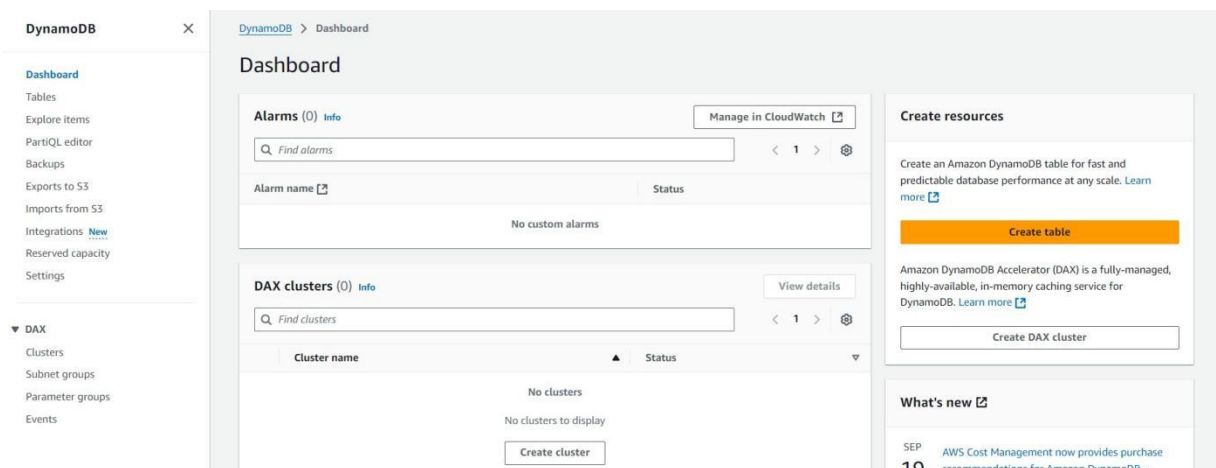 DynamoDB
Dashboard
Tables
Explore items
PartiQL editor
Backups
Exports to S3
Imports from S3
Integrations New
Reserved capacity
Settings
DAX
Clusters
Subnet groups
Parameter groups
Events
DynamoDB > Dashboard
Dashboard
Alarms (0) Info
Manage in CloudWatch
Find alarms
< 1 >
Alarm name
Status
No custom alarms
DAX clusters (0) Info
View details
Find clusters
< 1 >
Cluster name
Status
No clusters
No clusters to display
Create cluster
Create resources
Create an Amazon DynamoDB table for fast and
predictable database performance at any scale. Learn
more
Create table
Amazon DynamoDB Accelerator (DAX) is a fully-managed,
highly-available, in-memory caching service for
DynamoDB. Learn more
Create DAX cluster
What's new
SEP
19
AWS Cost Management now provides purchase
recommendations for Amazon DynamoDB